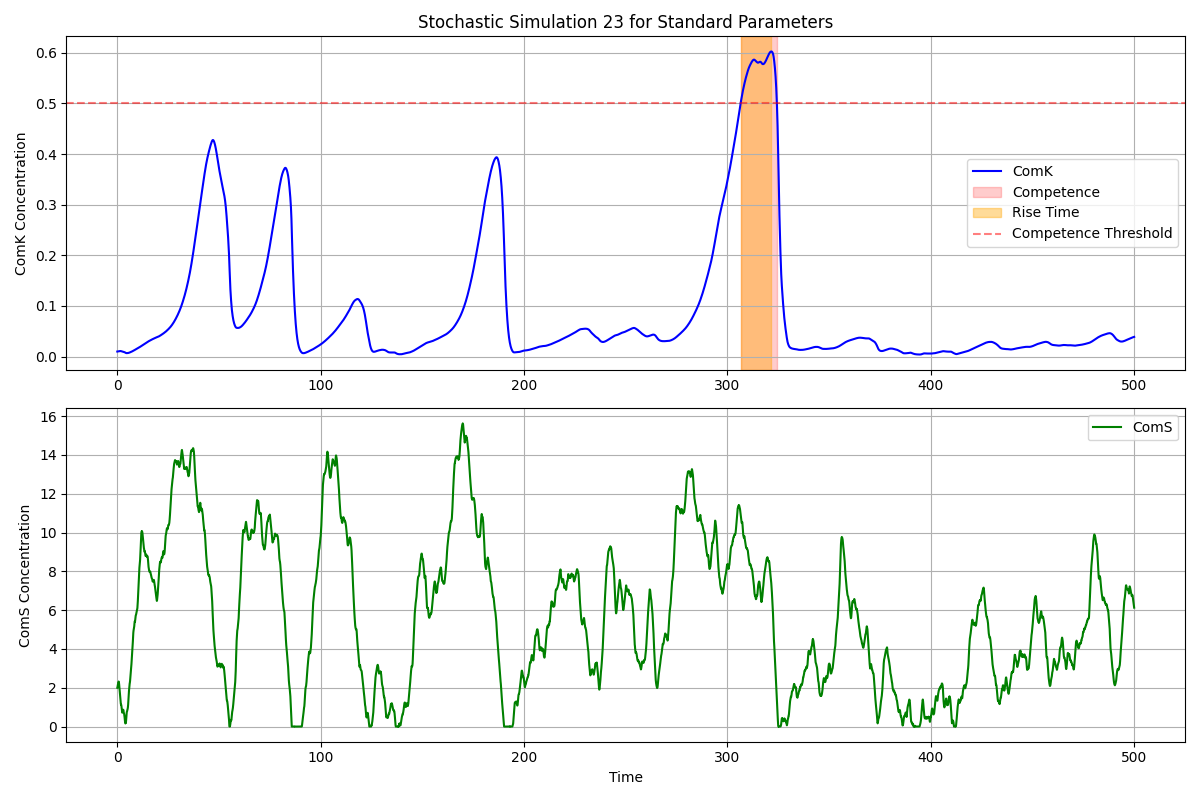 Stochastic Simulation 23 for Standard Parameters
ComK Concentration
0.6
0.5
0.4
0.3
0.2
0.1
0.0
ComK
Competence
Rise Time
Competence Threshold
0 100 200 300 400 500
ComS Concentration
16
14
12
10
8
6
4
2
0
ComS
0 100 200 300 400 500
Time